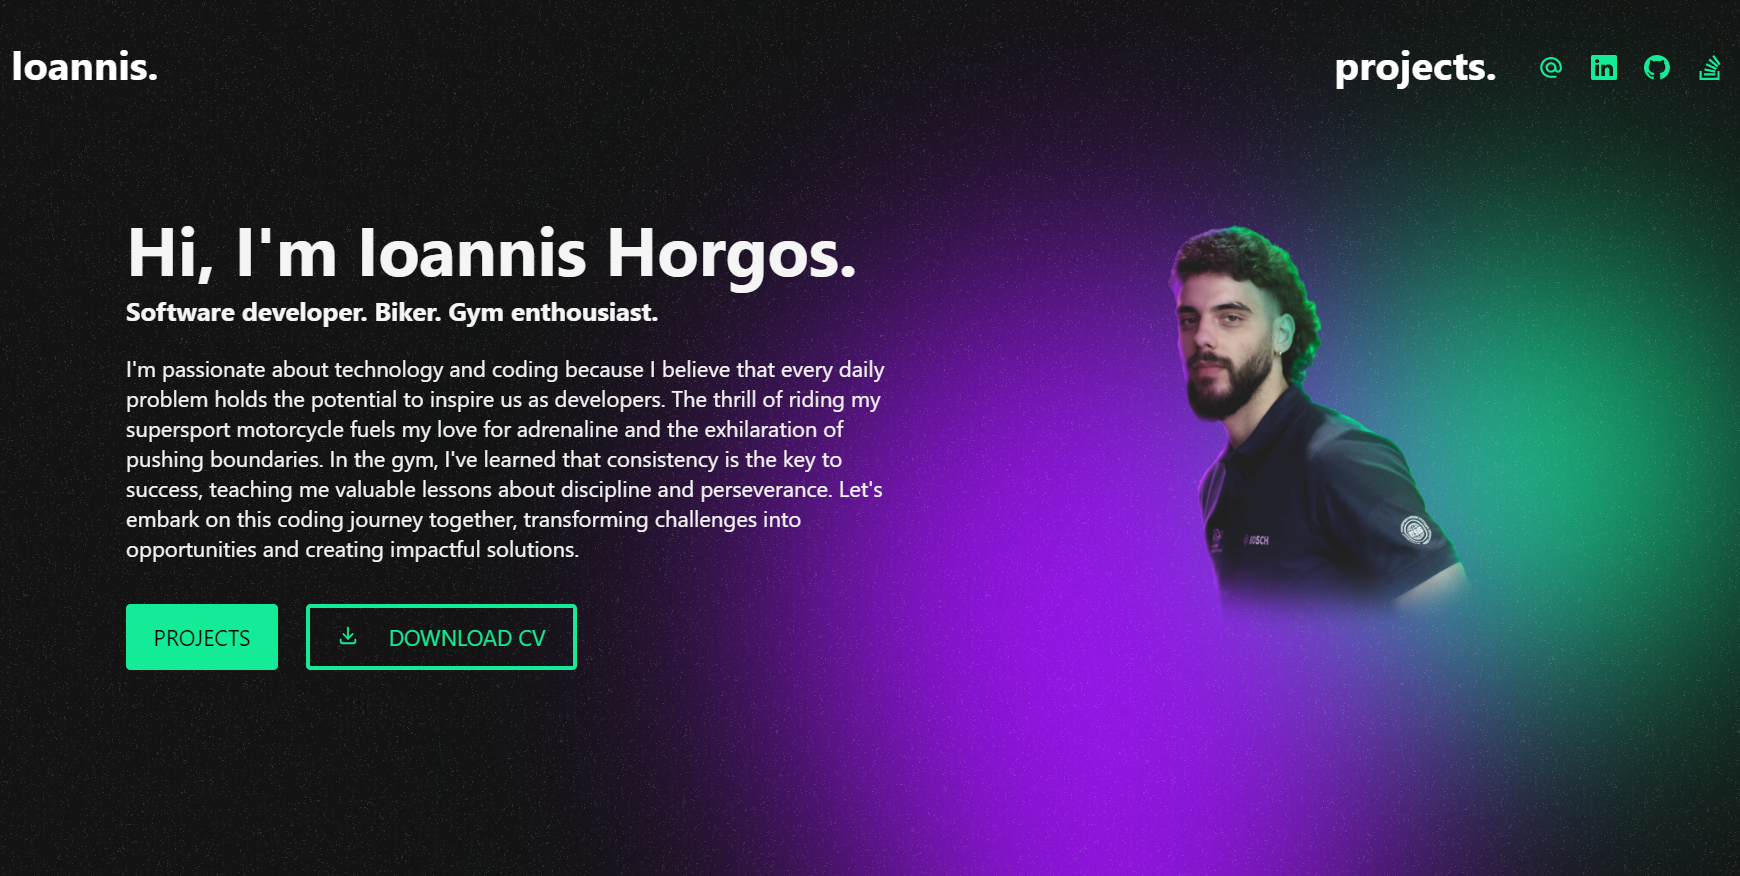 Ioannis.
projects.
Hi, I'm Ioannis Horgos.
Software developer. Biker. Gym enthousiast.
I'm passionate about technology and coding because I believe that every daily
problem holds the potential to inspire us as developers. The thrill of riding my
supersport motorcycle fuels my love for adrenaline and the exhilaration of
pushing boundaries. In the gym, I've learned that consistency is the key to
success, teaching me valuable lessons about discipline and perseverance. Let's
embark on this coding journey together, transforming challenges into
opportunities and creating impactful solutions.
PROJECTS
DOWNLOAD CV
in